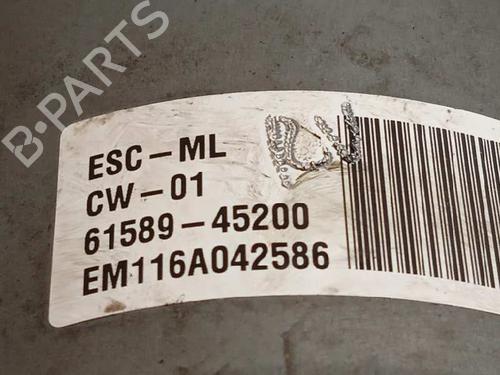 B-PARTS
ESC-ML
CW-01
61589-45200
EM116A042586